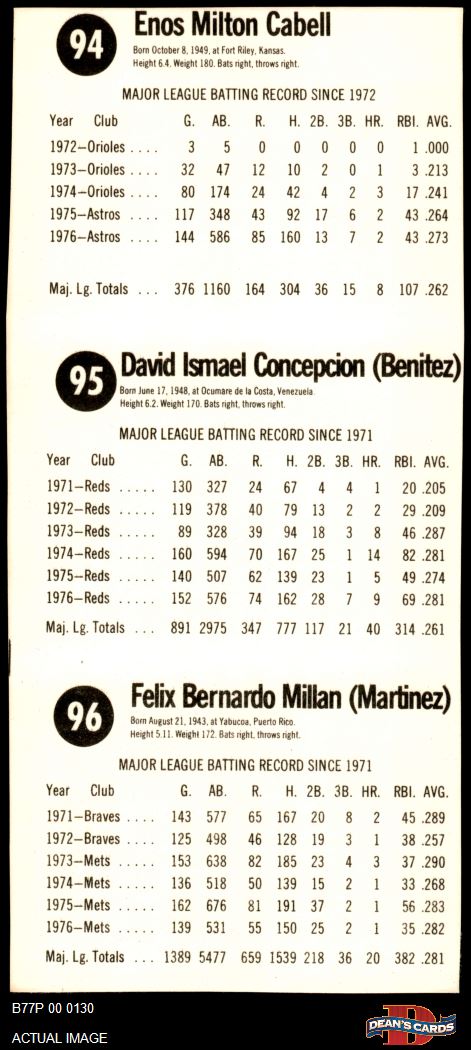 94
Enos Milton Cabell
Born October 8, 1949, at Fort Riley, Kansas.
Height 6.4, Weight 180. Bats right, throws right.
MAJOR LEAGUE BATTING RECORD SINCE 1972
Year Club G. AB. R. H. 2B. 3B. HR. RBI. AVG.
1972—Orioles .... 3 5 0 0 0 0 0 1 .000
1973—Orioles .... 32 47 12 10 2 0 1 3 .213
1974—Orioles .... 80 174 24 42 4 2 3 17 .241
1975—Astros .... 117 348 43 92 17 6 2 43 .264
1976—Astros .... 144 586 85 160 13 7 2 43 .273
Maj. Lg. Totals ... 376 1160 164 304 36 15 8 107 .262
95
David Ismael Concepcion (Benitez)
Born June 17, 1948, at Ocumare de la Costa, Venezuela.
Height 6.2. Weight 170. Bats right, throws right.
MAJOR LEAGUE BATTING RECORD SINCE 1971
Year Club G. AB. R. H. 2B. 3B. HR. RBI. AVG.
1971—Reds ..... 130 327 24 67 4 4 1 20 .205
1972—Reds ..... 119 378 40 79 13 2 2 29 .209
1973—Reds ..... 89 328 39 94 18 3 8 46 .287
1974—Reds ..... 160 594 70 167 25 1 14 82 .281
1975—Reds ..... 140 507 62 139 23 1 5 49 .274
1976—Reds ..... 152 576 74 162 28 7 9 69 .281
Maj. Lg. Totals ... 891 2975 347 777 117 21 40 314 .261
96
Felix Bernardo Millan (Martinez)
Born August 21, 1943, at Yabucoa, Puerto Rico.
Height 5.11. Weight 172. Bats right, throws right.
MAJOR LEAGUE BATTING RECORD SINCE 1971
Year Club G. AB. R. H. 2B. 3B. HR. RBI. AVG.
1971—Braves .... 143 577 65 167 20 8 2 45 .289
1972—Braves .... 125 498 46 128 19 3 1 38 .257
1973—Mets ..... 153 638 82 185 23 4 3 37 .290
1974—Mets ..... 136 518 50 139 15 2 1 33 .268
1975—Mets ..... 162 676 81 191 37 2 1 56 .283
1976—Mets ..... 139 531 55 150 25 2 1 35 .282
Maj. Lg. Totals ... 1389 5477 659 1539 218 36 20 382 .281
B77P 00 0130
ACTUAL IMAGE
D
DEAN'S CARDS